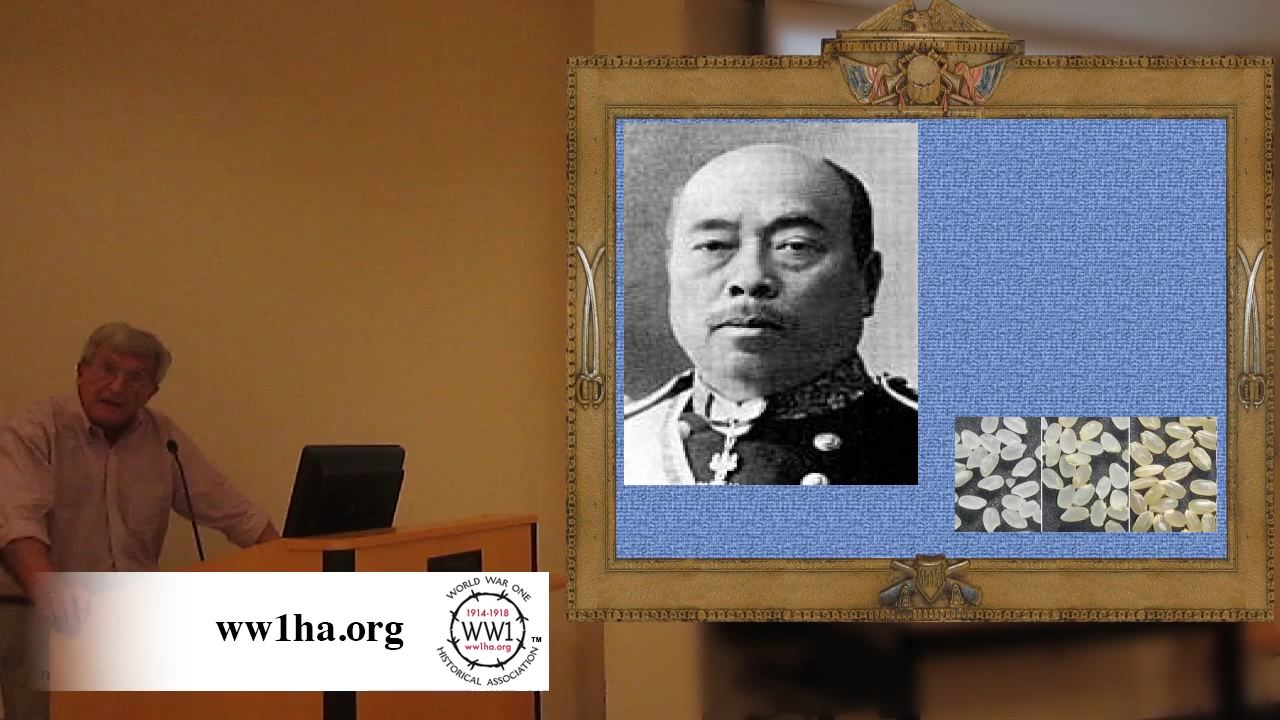 ww1ha.org
WORLD WAR ONE
1914-1918
WW1
ww1ha.org
HISTORICAL ASSOCIATION
TM